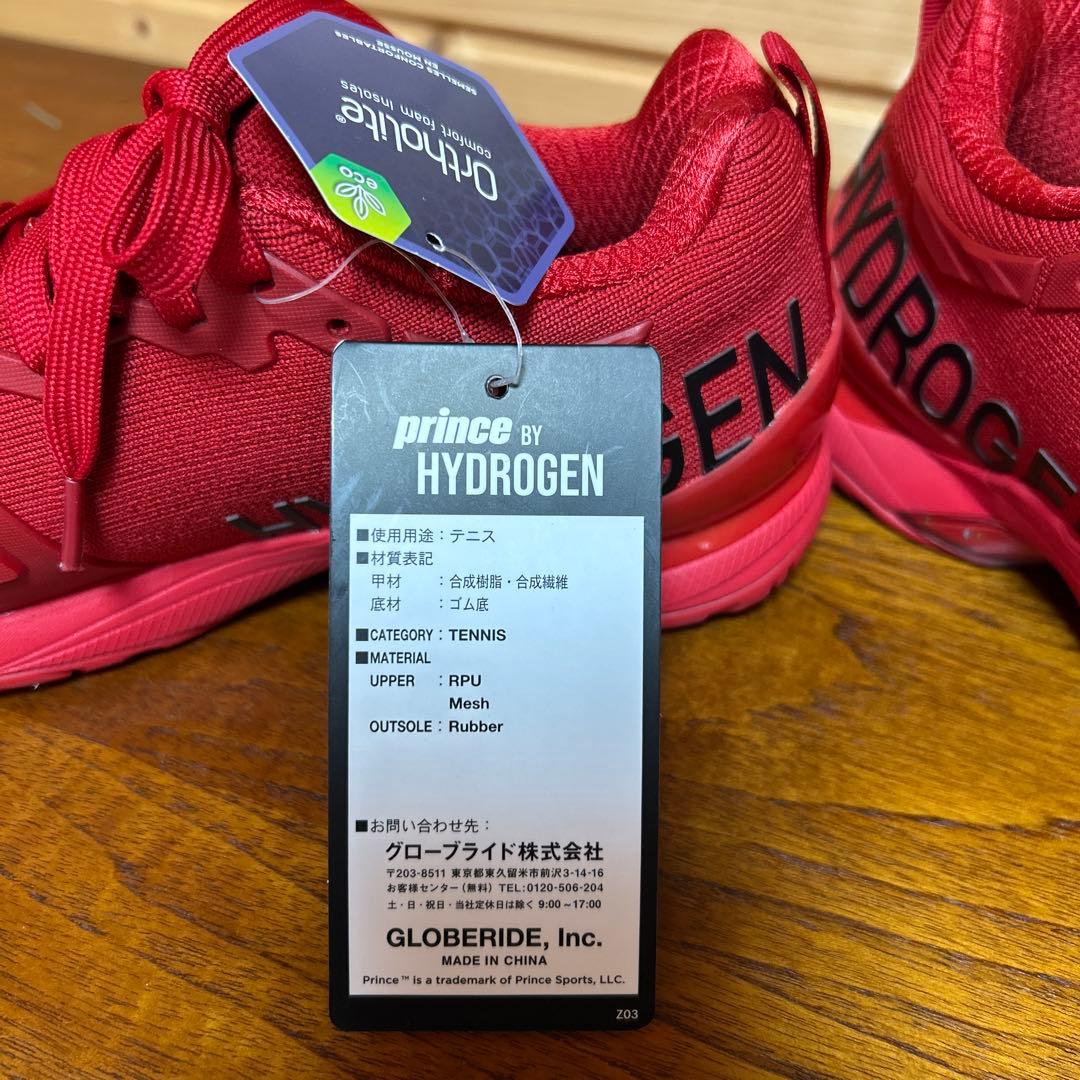 SEMELLES CONFORTABLES
EN MOUSSE
OrthoLite®
comfort foam insoles
eco
prince BY
HYDROGEN
■使用用途：テニス
■材質表記
甲材 ：合成樹脂・合成繊維
底材 ：ゴム底
■CATEGORY：TENNIS
■MATERIAL
UPPER ：RPU
Mesh
OUTSOLE：Rubber
■お問い合わせ先：
グローブライド株式会社
〒203-8511 東京都東久留米市前沢3-14-16
お客様センター（無料）TEL:0120-506-204
土・日・祝日・当社定休日は除く 9:00～17:00
GLOBERIDE, Inc.
MADE IN CHINA
Prince™ is a trademark of Prince Sports, LLC.
Z03
HY
GEN
HYDROGE